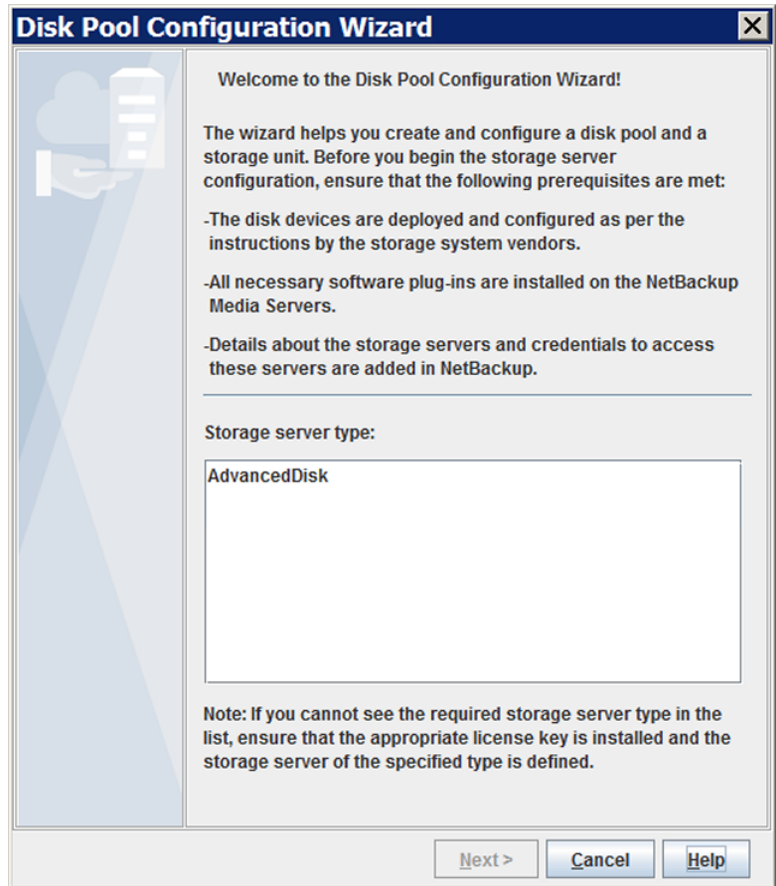 Disk Pool Configuration Wizard
Welcome to the Disk Pool Configuration Wizard!
The wizard helps you create and configure a disk pool and a
storage unit. Before you begin the storage server
configuration, ensure that the following prerequisites are met:
-The disk devices are deployed and configured as per the
instructions by the storage system vendors.
-All necessary software plug-ins are installed on the NetBackup
Media Servers.
-Details about the storage servers and credentials to access
these servers are added in NetBackup.
Storage server type:
AdvancedDisk
Note: If you cannot see the required storage server type in the
list, ensure that the appropriate license key is installed and the
storage server of the specified type is defined.
Next > Cancel Help